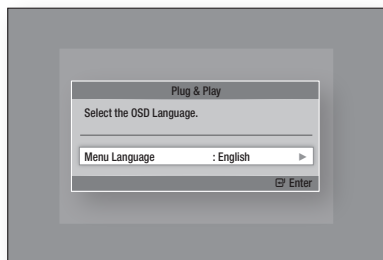 Plug & Play
Select the OSD Language.
Menu Language : English ►
Enter